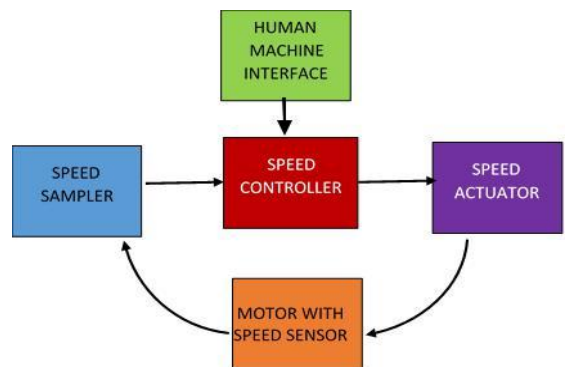 HUMAN
MACHINE
INTERFACE
SPEED
SAMPLER
SPEED
CONTROLLER
SPEED
ACTUATOR
MOTOR WITH
SPEED SENSOR